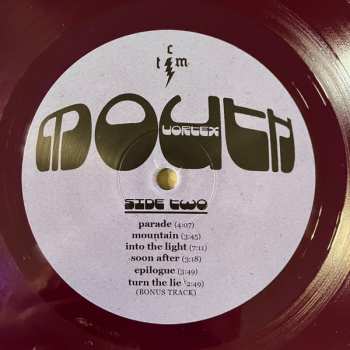 c
t m
mouth
vortex
side two
parade (4:07)
mountain (3:45)
into the light (7:11)
soon after (3:18)
epilogue (3:49)
turn the lie (2:49)
(BONUS TRACK)